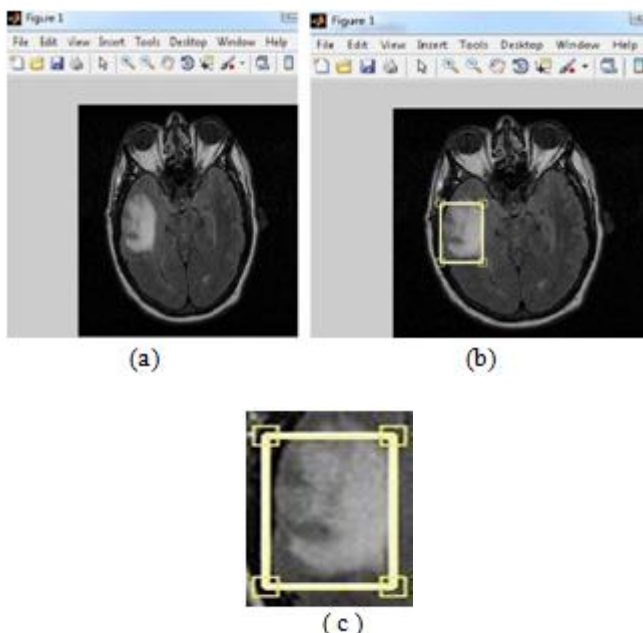 Figure 1
File Edit View Insert Tools Desktop Window Help
Figure 1
File Edit View Insert Tools Desktop Window Help
(a)
(b)
( c )